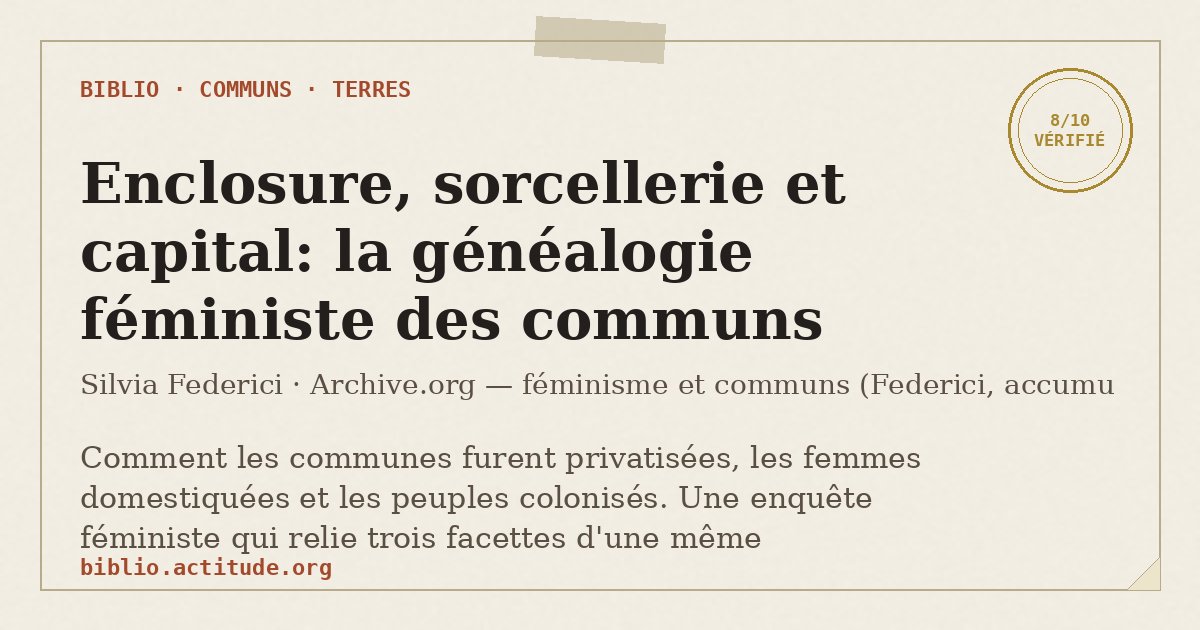 BIBLIO · COMMUNS · TERRES
8/10
VÉRIFIÉ
Enclosure, sorcellerie et
capital: la généalogie
féministe des communs
Silvia Federici · Archive.org — féminisme et communs (Federici, accumu
Comment les communes furent privatisées, les femmes
domestiquées et les peuples colonisés. Une enquête
féministe qui relie trois facettes d'une même
biblio.actitude.org